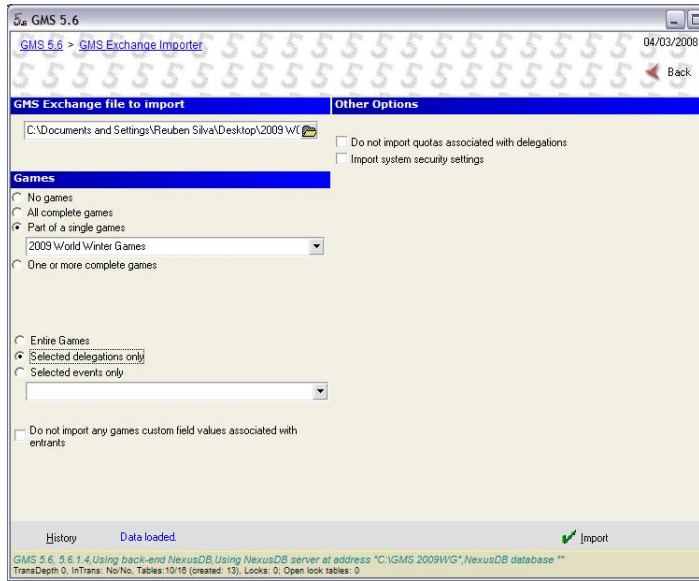 GMS 5.6
GMS 5.6 > GMS Exchange Importer
04/03/2008
Back
GMS Exchange file to import
Other Options
C:\Documents and Settings\Reuben Silva\Desktop\2009 W
Do not import quotas associated with delegations
Import system security settings
Games
No games
All complete games
Part of a single games
2009 World Winter Games
One or more complete games
Entire Games
Selected delegations only
Selected events only
Do not import any games custom field values associated with
entrants
History
Data loaded.
Import
GMS 5.6, 5.6.1.4,Using back-end NexusDB,Using NexusDB server at address "C:\GMS 2009WG",NexusDB database ""
TransDepth 0, InTrans: No/No, Tables:10/16 (created: 13), Locks: 0; Open lock tables: 0